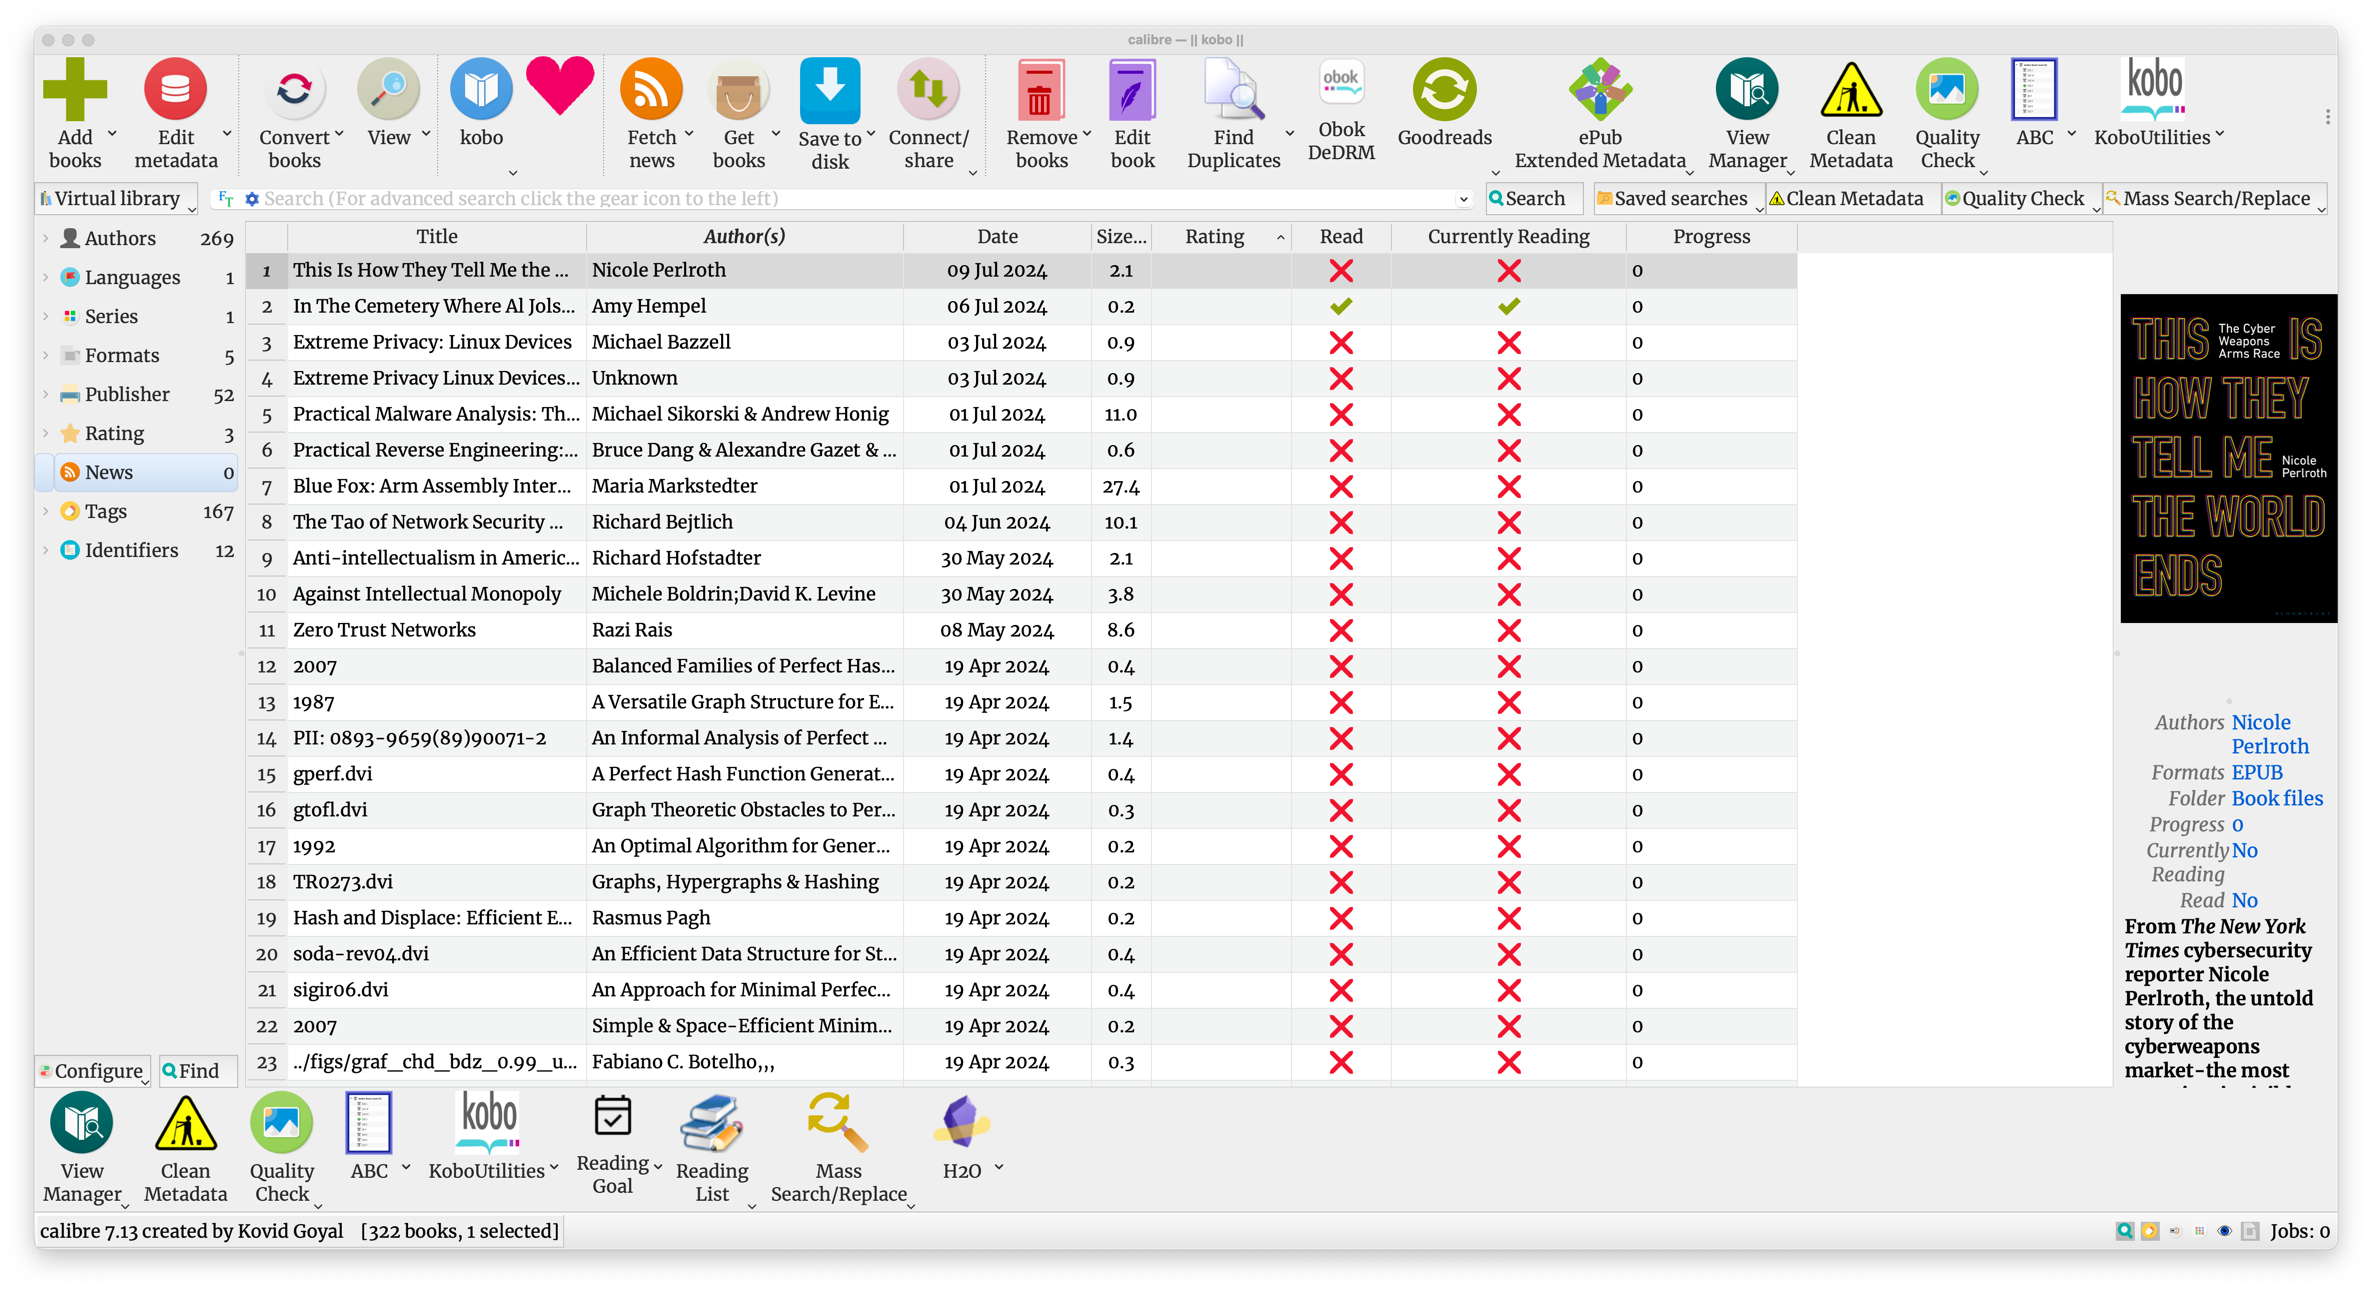 calibre — || kobo ||
Add books
Edit metadata
Convert books
View
kobo
Fetch news
Get books
Save to disk
Connect/ share
Remove books
Edit book
Find Duplicates
obok
Obok DeDRM
Goodreads
ePub Extended Metadata
View Manager
Clean Metadata
Quality Check
ABC
kobo
KoboUtilities
Virtual library
FT
Search (For advanced search click the gear icon to the left)
Search
Saved searches
Clean Metadata
Quality Check
Mass Search/Replace
Authors 269
Languages 1
Series 1
Formats 5
Publisher 52
Rating 3
News 0
Tags 167
Identifiers 12
Configure
Find
Title Author(s) Date Size... Rating Read Currently Reading Progress
1 This Is How They Tell Me the ... Nicole Perlroth 09 Jul 2024 2.1 0
2 In The Cemetery Where Al Jols... Amy Hempel 06 Jul 2024 0.2 0
3 Extreme Privacy: Linux Devices Michael Bazzell 03 Jul 2024 0.9 0
4 Extreme Privacy Linux Devices... Unknown 03 Jul 2024 0.9 0
5 Practical Malware Analysis: Th... Michael Sikorski & Andrew Honig 01 Jul 2024 11.0 0
6 Practical Reverse Engineering:... Bruce Dang & Alexandre Gazet & ... 01 Jul 2024 0.6 0
7 Blue Fox: Arm Assembly Inter... Maria Markstedter 01 Jul 2024 27.4 0
8 The Tao of Network Security ... Richard Bejtlich 04 Jun 2024 10.1 0
9 Anti-intellectualism in Americ... Richard Hofstadter 30 May 2024 2.1 0
10 Against Intellectual Monopoly Michele Boldrin;David K. Levine 30 May 2024 3.8 0
11 Zero Trust Networks Razi Rais 08 May 2024 8.6 0
12 2007 Balanced Families of Perfect Has... 19 Apr 2024 0.4 0
13 1987 A Versatile Graph Structure for E... 19 Apr 2024 1.5 0
14 PII: 0893-9659(89)90071-2 An Informal Analysis of Perfect ... 19 Apr 2024 1.4 0
15 gperf.dvi A Perfect Hash Function Generat... 19 Apr 2024 0.4 0
16 gtofl.dvi Graph Theoretic Obstacles to Per... 19 Apr 2024 0.3 0
17 1992 An Optimal Algorithm for Gener... 19 Apr 2024 0.2 0
18 TR0273.dvi Graphs, Hypergraphs & Hashing 19 Apr 2024 0.2 0
19 Hash and Displace: Efficient E... Rasmus Pagh 19 Apr 2024 0.2 0
20 soda-rev04.dvi An Efficient Data Structure for St... 19 Apr 2024 0.4 0
21 sigir06.dvi An Approach for Minimal Perfec... 19 Apr 2024 0.4 0
22 2007 Simple & Space-Efficient Minim... 19 Apr 2024 0.2 0
23 ../figs/graf_chd_bdz_0.99_u... Fabiano C. Botelho,,, 19 Apr 2024 0.3 0
THIS The Cyber Weapons Arms Race IS
HOW THEY
TELL ME Nicole Perlroth
THE WORLD
ENDS
Authors Nicole Perlroth
Formats EPUB
Folder Book files
Progress 0
Currently Reading No
Read No
From The New York
Times cybersecurity
reporter Nicole
Perlroth, the untold
story of the
cyberweapons
market-the most
View Manager
Clean Metadata
Quality Check
ABC
kobo
KoboUtilities
Reading Goal
Reading List
Mass Search/Replace
H2O
calibre 7.13 created by Kovid Goyal [322 books, 1 selected]
Jobs: 0